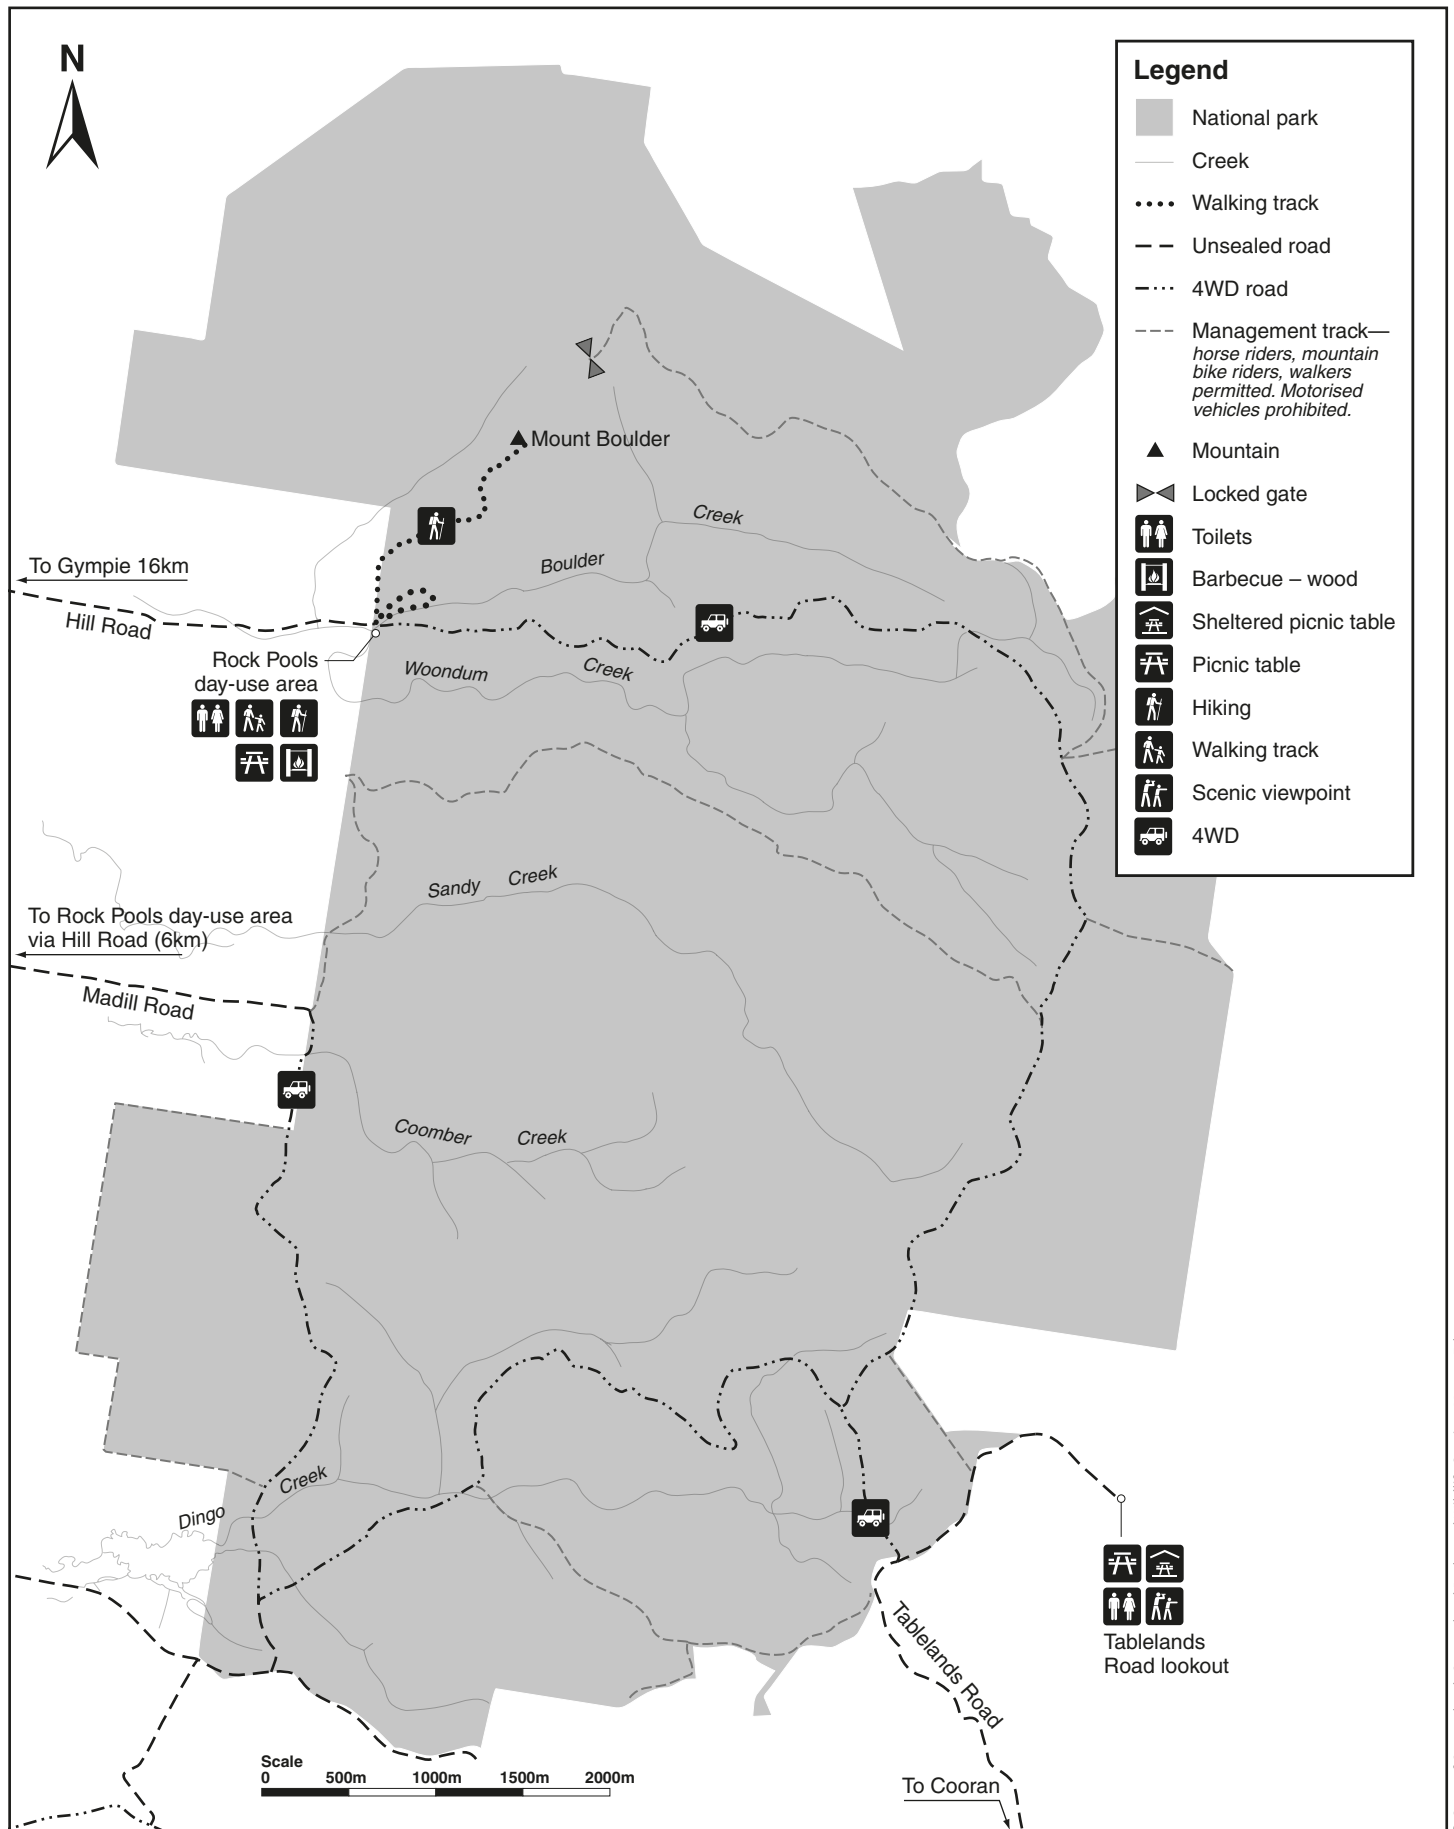 N
Legend
National park
Creek
Walking track
Unsealed road
4WD road
Management track—
horse riders, mountain
bike riders, walkers
permitted. Motorised
vehicles prohibited.
Mountain
Locked gate
Toilets
Barbecue – wood
Sheltered picnic table
Picnic table
Hiking
Walking track
Scenic viewpoint
4WD
Mount Boulder
Boulder Creek
To Gympie 16km
Hill Road
Rock Pools
day-use area
Woondum Creek
Sandy Creek
To Rock Pools day-use area
via Hill Road (6km)
Madill Road
Coomber Creek
Dingo Creek
Tablelands
Road lookout
Tablelands Road
To Cooran
Scale
0 500m 1000m 1500m 2000m